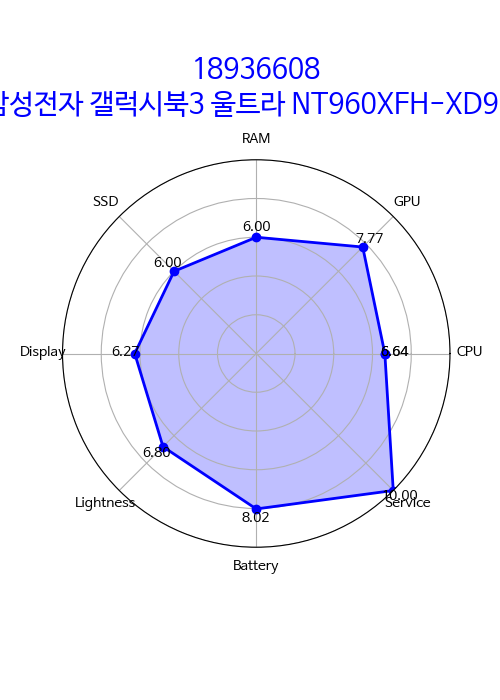 18936608
삼성전자 갤럭시북3 울트라 NT960XFH-XD9
RAM
SSD
GPU
6.00
7.77
6.00
Display
6.27
6.64
CPU
6.80
Lightness
8.02
10.00
Service
Battery